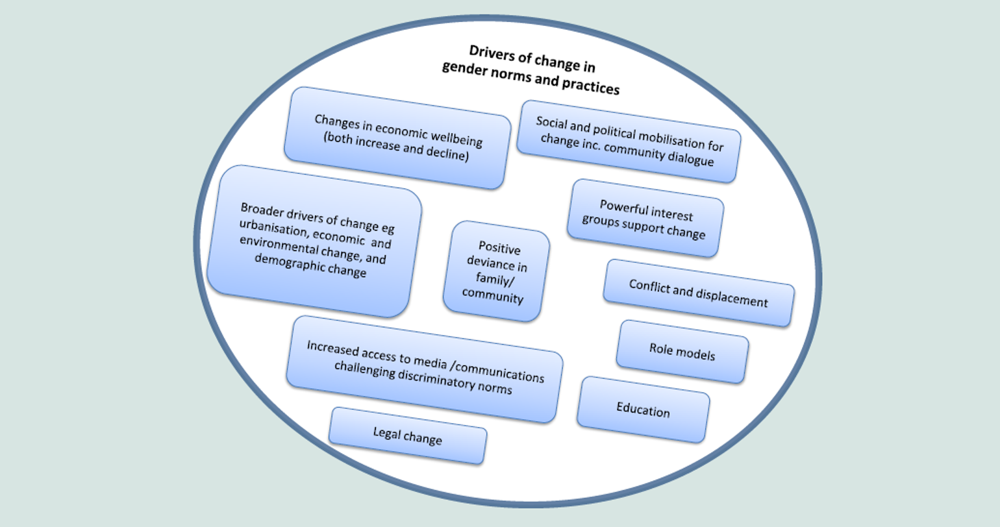 Drivers of change in
gender norms and practices
Changes in economic wellbeing
(both increase and decline)
Social and political mobilisation for
change inc. community dialogue
Broader drivers of change eg
urbanisation, economic and
environmental change, and
demographic change
Positive
deviance in
family/
community
Powerful interest
groups support change
Conflict and displacement
Role models
Increased access to media /communications
challenging discriminatory norms
Education
Legal change